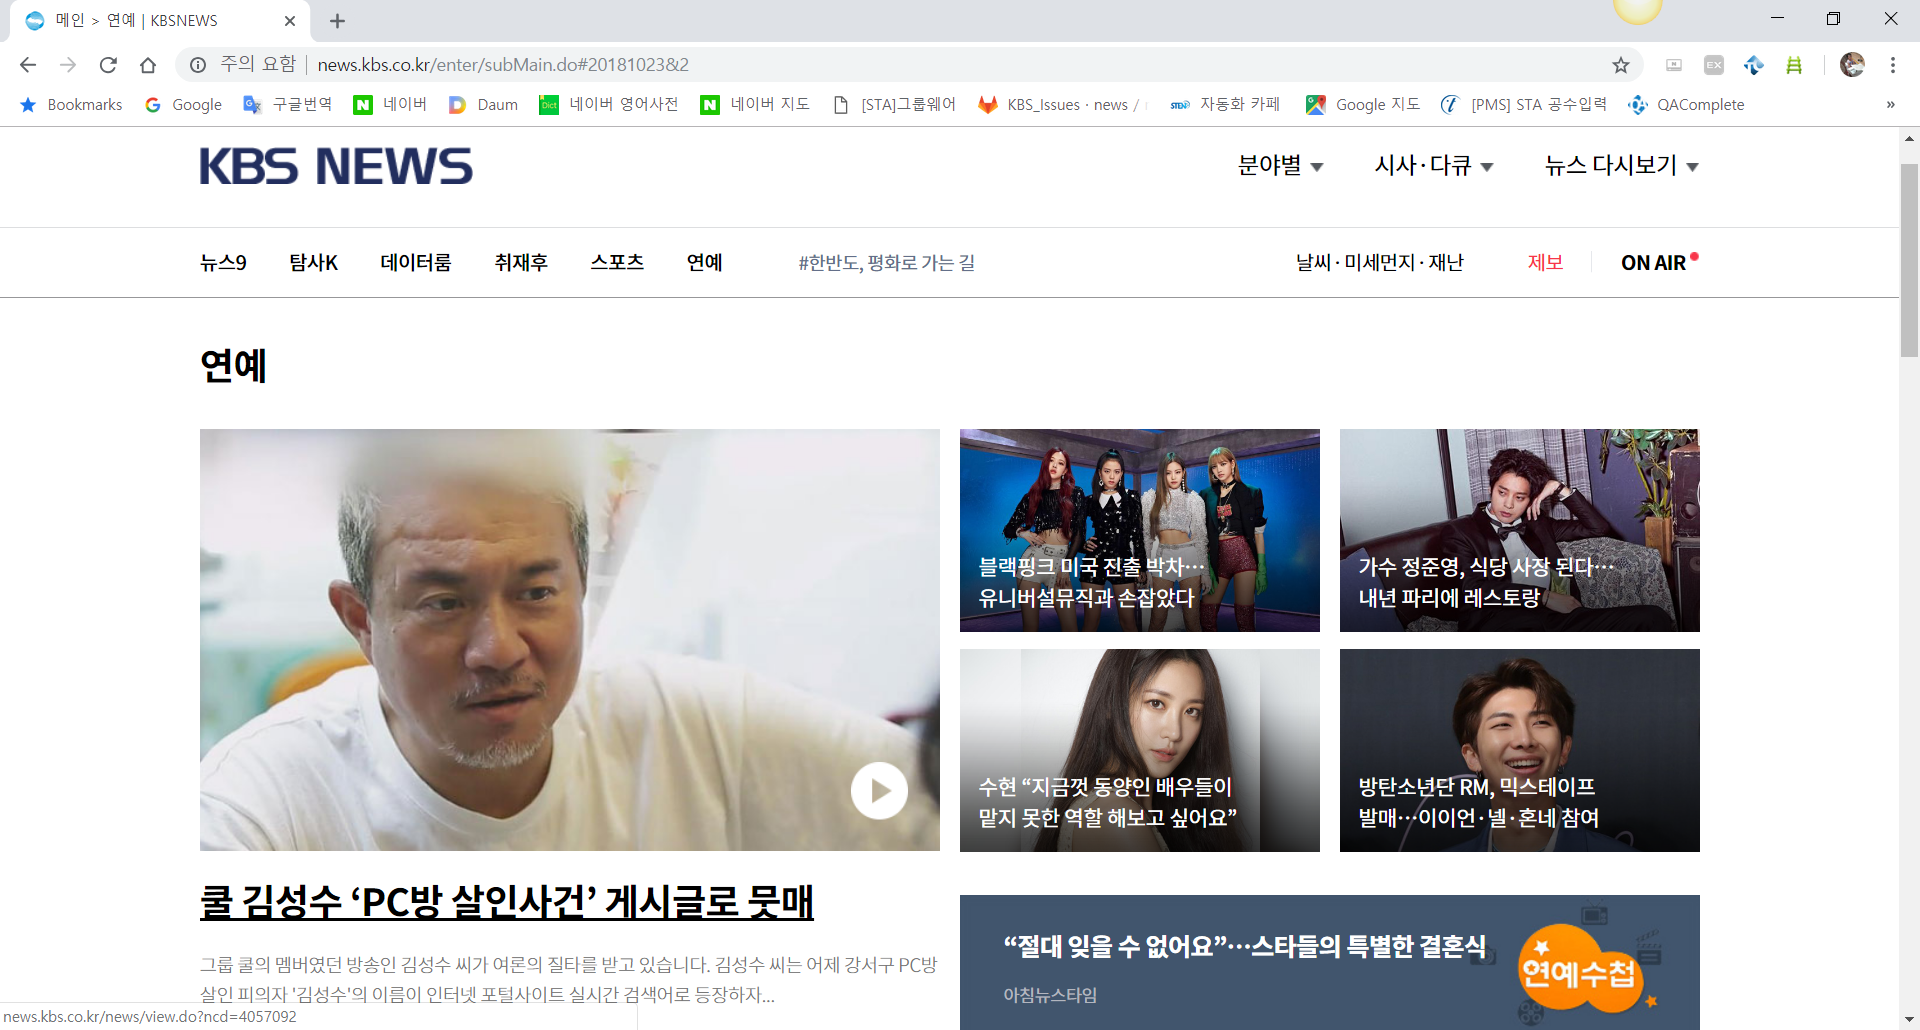 메인 > 연예 | KBSNEWS
주의 요함 | news.kbs.co.kr/enter/subMain.do#20181023&2
EX
Bookmarks Google 구글번역 네이버 Daum 네이버 영어사전 네이버 지도 [STA]그룹웨어 KBS_Issues · news / 자동화 카페 Google 지도 [PMS] STA 공수입력 QAComplete »
KBS NEWS
분야별 시사·다큐 뉴스 다시보기
뉴스9 탐사K 데이터룸 취재후 스포츠 연예 #한반도, 평화로 가는 길 날씨·미세먼지·재난 제보 ON AIR
연예
블랙핑크 미국 진출 박차…
유니버설뮤직과 손잡았다
가수 정준영, 식당 사장 된다…
내년 파리에 레스토랑
수현 “지금껏 동양인 배우들이
맡지 못한 역할 해보고 싶어요”
방탄소년단 RM, 믹스테이프
발매…이이언·넬·혼네 참여
쿨 김성수 ‘PC방 살인사건’ 게시글로 뭇매
그룹 쿨의 멤버였던 방송인 김성수 씨가 여론의 질타를 받고 있습니다. 김성수 씨는 어제 강서구 PC방
살인 피의자 '김성수'의 이름이 인터넷 포털사이트 실시간 검색어로 등장하자...
“절대 잊을 수 없어요”…스타들의 특별한 결혼식
아침뉴스타임
연예수첩
news.kbs.co.kr/news/view.do?ncd=4057092